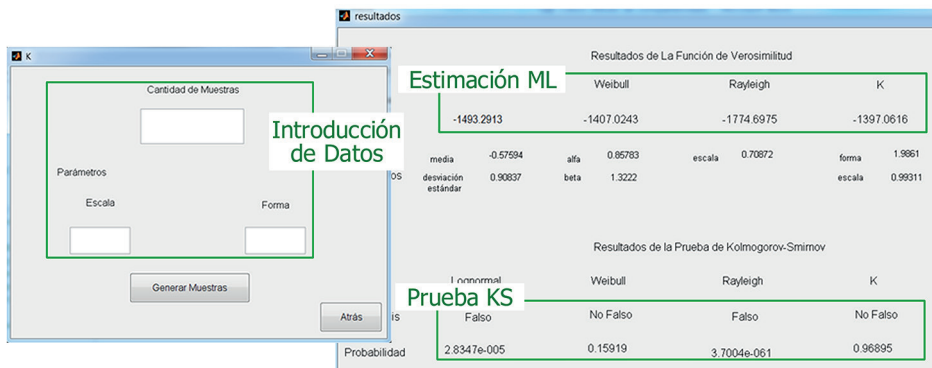 K
Cantidad de Muestras
Introducción
de Datos
Parámetros
Escala Forma
Generar Muestras
Atrás
resultados
Resultados de La Función de Verosimilitud
Estimación ML
Weibull Rayleigh K
-1493.2913 -1407.0243 -1774.6975 -1397.0616
media -0.57594 alfa 0.85783 escala 0.70872 forma 1.9861
desviación estándar 0.90837 beta 1.3222 escala 0.99311
Resultados de la Prueba de Kolmogorov-Smirnov
Lognormal Weibull Rayleigh K
Prueba KS
Falso No Falso Falso No Falso
Probabilidad 2.8347e-005 0.15919 3.7004e-061 0.96895